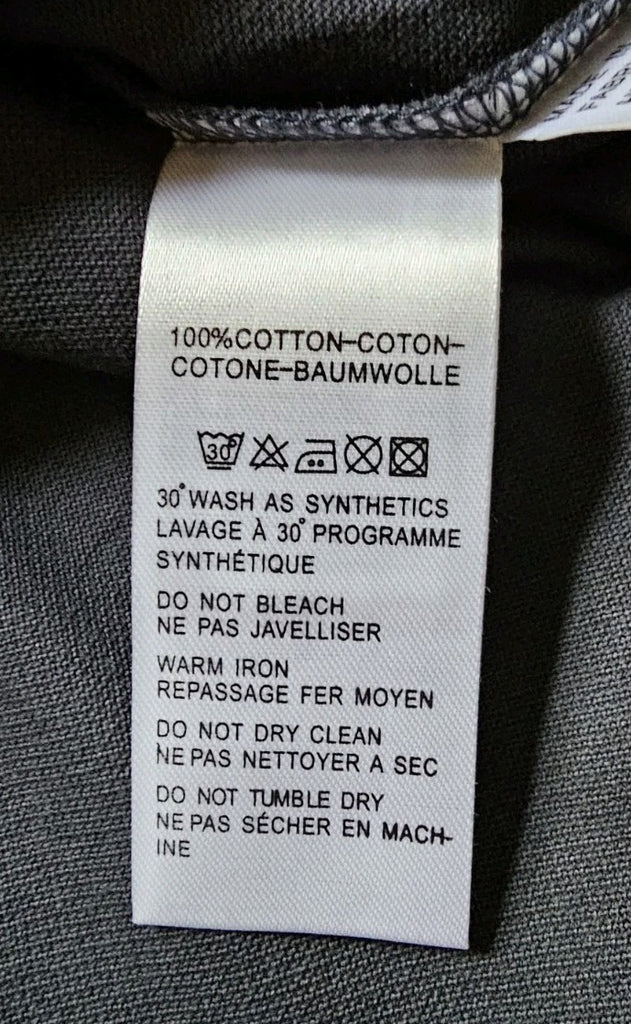 100%COTTON-COTON-
COTONE-BAUMWOLLE
30°
30°WASH AS SYNTHETICS
LAVAGE À 30° PROGRAMME
SYNTHÉTIQUE
DO NOT BLEACH
NE PAS JAVELLISER
WARM IRON
REPASSAGE FER MOYEN
DO NOT DRY CLEAN
NE PAS NETTOYER A SEC
DO NOT TUMBLE DRY
NE PAS SÉCHER EN MACH-
INE